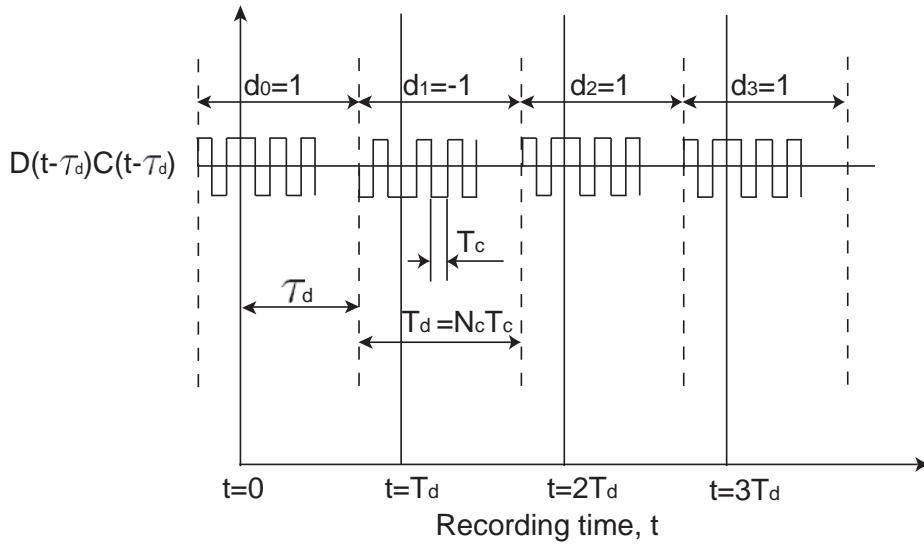 d₀=1 d₁=-1 d₂=1 d₃=1
D(t-τd)C(t-τd)
Tc
τd
Td=NcTc
t=0 t=Td t=2Td t=3Td
Recording time, t